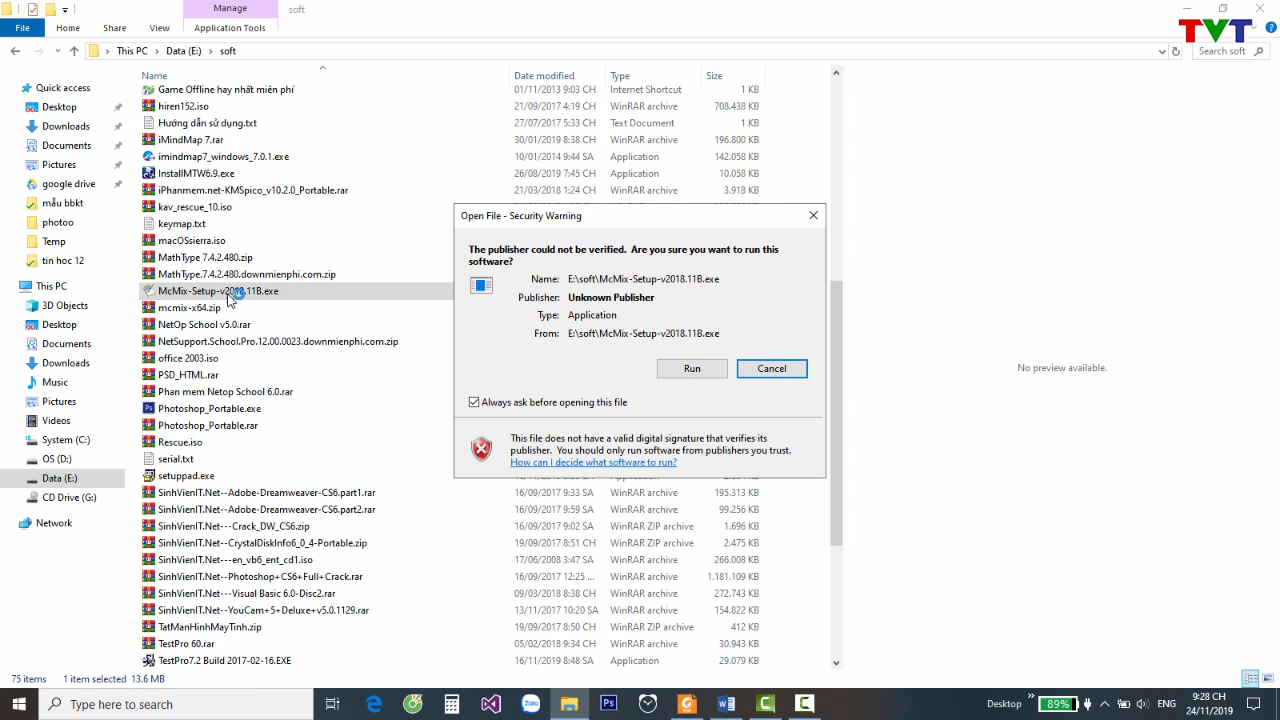 Manage
soft
TVT
File
Home
Share
View
Application Tools
This PC
Data (E:)
soft
Search soft
Name
Date modified
Type
Size
Quick access
Desktop
Downloads
Documents
Pictures
google drive
mẫu bbkt
photoo
Temp
tin hoc 12
This PC
3D Objects
Desktop
Documents
Downloads
Music
Pictures
Videos
System (C:)
OS (D:)
Data (E:)
CD Drive (G:)
Network
Game Offline hay nhất miễn phí 01/11/2013 9:03 CH Internet Shortcut 1 KB
hiren152.iso 21/09/2017 4:19 CH WinRAR archive 708.438 KB
Hướng dẫn sử dụng.txt 27/07/2017 5:33 CH Text Document 1 KB
iMindMap 7.rar 30/01/2019 8:39 CH WinRAR archive 196.800 KB
imindmap7_windows_7.0.1.exe 10/01/2014 9:44 SA Application 142.058 KB
InstallMTW6.9.exe 26/08/2019 7:45 CH Application 10.058 KB
iPhanmem.net-KMSpico_v10.2.0_Portable.rar 21/03/2018 1:24 CH WinRAR archive 3.918 KB
kav_rescue_10.iso
keymap.txt
macOSsierra.iso
MathType 7.4.2.480.zip
MathType.7.4.2.480.downmienphi.com.zip
McMix-Setup-v2018.11B.exe
mcmix-x64.zip
NetOp School v5.0.rar
NetSupport.School.Pro.12.00.0023.downmienphi.com.zip
office 2003.iso
PSD_HTML.rar
Phan mem Netop School 6.0.rar
Photoshop_Portable.exe
Photoshop_Portable.rar
Rescue.iso
serial.txt
setuppad.exe
SinhVienIT.Net--Adobe-Dreamweaver-CS6.part1.rar 16/09/2017 9:33 SA WinRAR archive 195.313 KB
SinhVienIT.Net--Adobe-Dreamweaver-CS6.part2.rar 16/09/2017 9:59 SA WinRAR archive 99.256 KB
SinhVienIT.Net---Crack_DW_CS6.zip 16/09/2017 9:02 SA WinRAR ZIP archive 1.696 KB
SinhVienIT.Net---CrystalDiskInfo6_0_4-Portable.zip 19/09/2017 8:51 CH WinRAR ZIP archive 2.475 KB
SinhVienIT.Net---en_vb6_ent_cd1.iso 17/06/2008 3:47 SA WinRAR archive 266.008 KB
SinhVienIT.Net---Photoshop+CS6+Full+Crack.rar 16/09/2017 12:25 ... WinRAR archive 1.181.109 KB
SinhVienIT.Net---Visual Basic 6.0-Disc2.rar 09/03/2018 8:38 CH WinRAR archive 272.743 KB
SinhVienIT.Net---YouCam+5+Deluxe+v5.0.1129.rar 13/11/2017 10:20 SA WinRAR archive 154.822 KB
TatManHinhMayTinh.zip 19/09/2017 8:59 CH WinRAR ZIP archive 412 KB
TestPro 60.rar 05/02/2018 6:34 CH WinRAR archive 30.943 KB
TestPro7.2 Build 2017-02-16.EXE 16/11/2019 8:48 SA Application 29.079 KB
Open File - Security Warning
The publisher could not be verified. Are you sure you want to run this
software?
Name: E:\soft\McMix-Setup-v2018.11B.exe
Publisher: Unknown Publisher
Type: Application
From: E:\soft\McMix-Setup-v2018.11B.exe
Run
Cancel
Always ask before opening this file
This file does not have a valid digital signature that verifies its
publisher. You should only run software from publishers you trust.
How can I decide what software to run?
No preview available.
75 items
1 item selected 13.6 MB
Type here to search
Desktop
89%
ENG
9:28 CH
24/11/2019